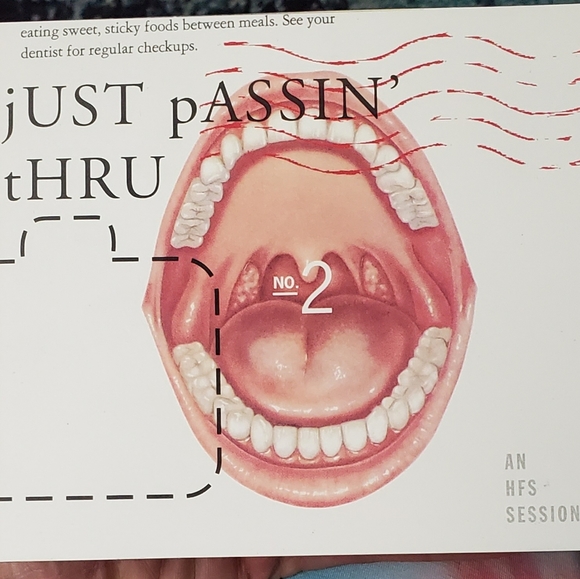 eating sweet, sticky foods between meals. See your
dentist for regular checkups.
jUST pASSIN'
tHRU
NO. 2
AN
HFS
SESSION